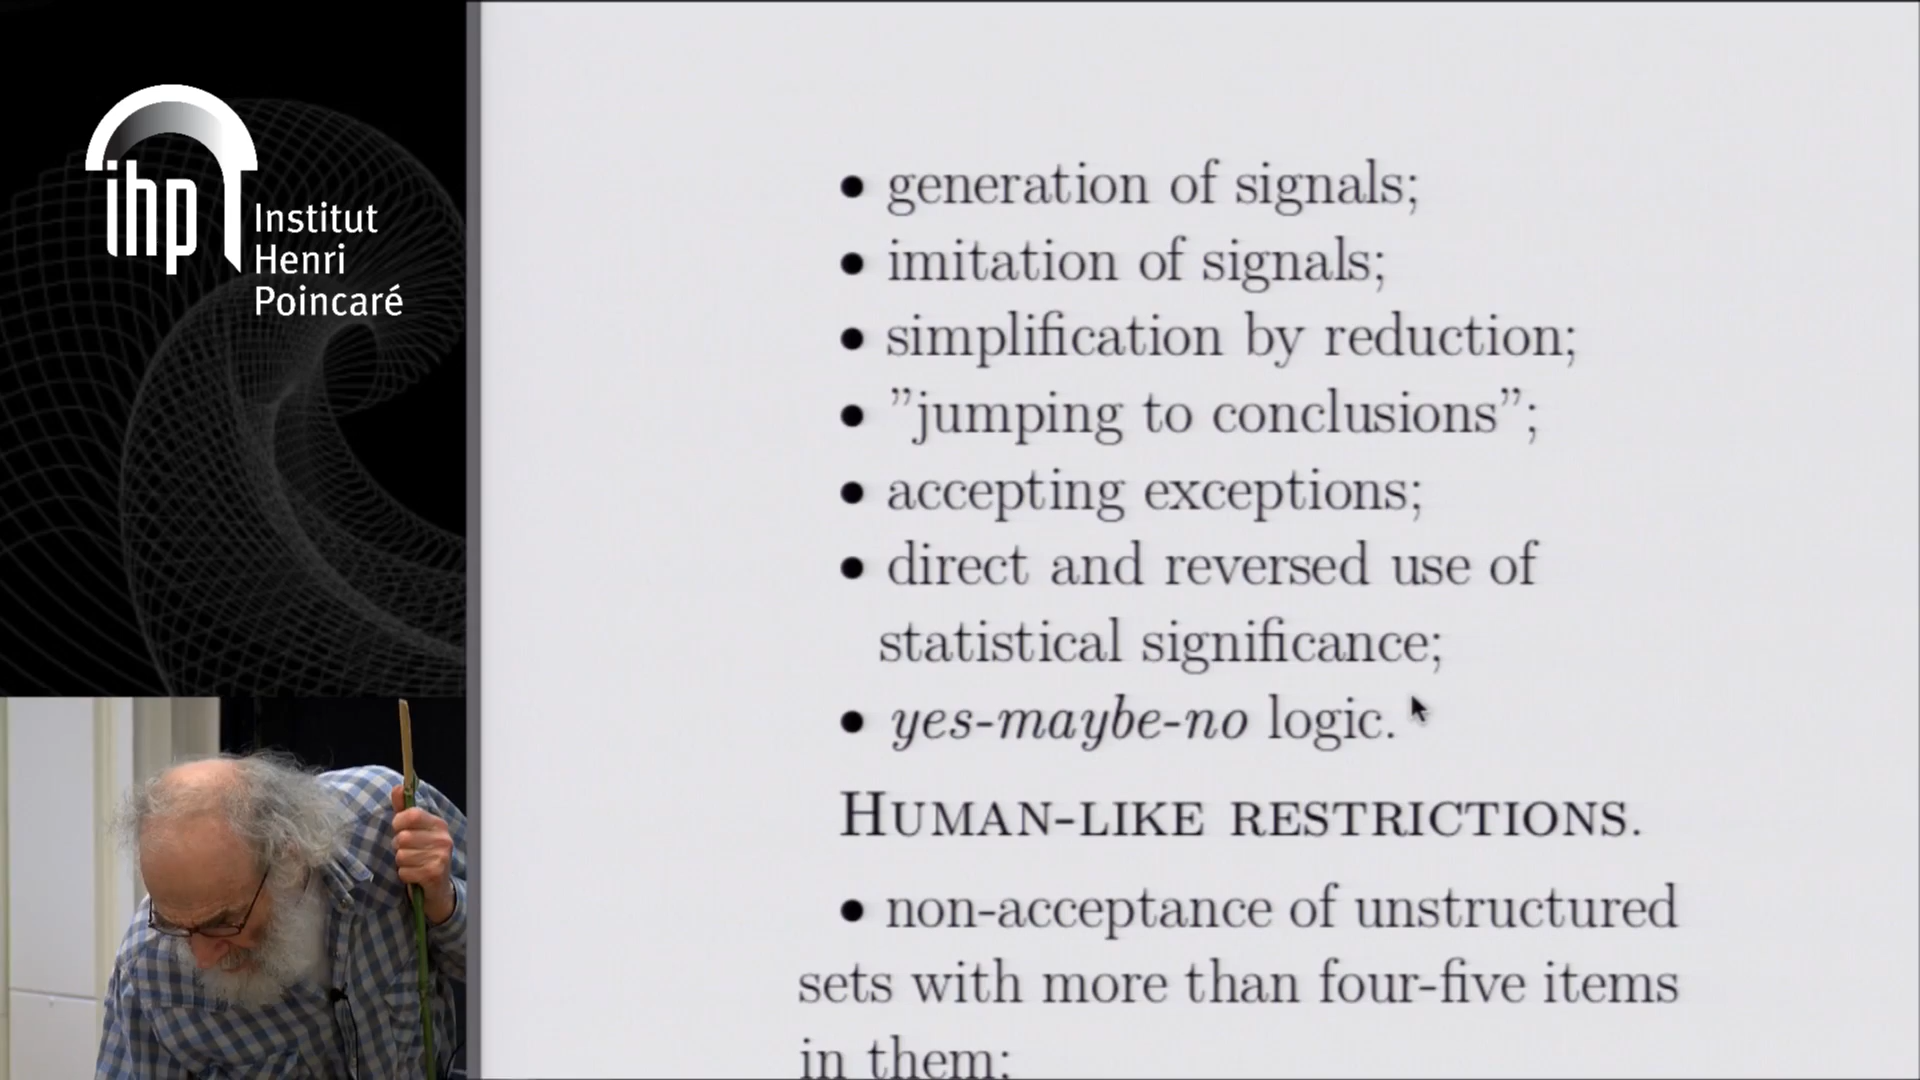 ihp
Institut
Henri
Poincaré
• generation of signals;
• imitation of signals;
• simplification by reduction;
• ”jumping to conclusions”;
• accepting exceptions;
• direct and reversed use of
statistical significance;
• yes-maybe-no logic.
HUMAN-LIKE RESTRICTIONS.
• non-acceptance of unstructured
sets with more than four-five items
in them;